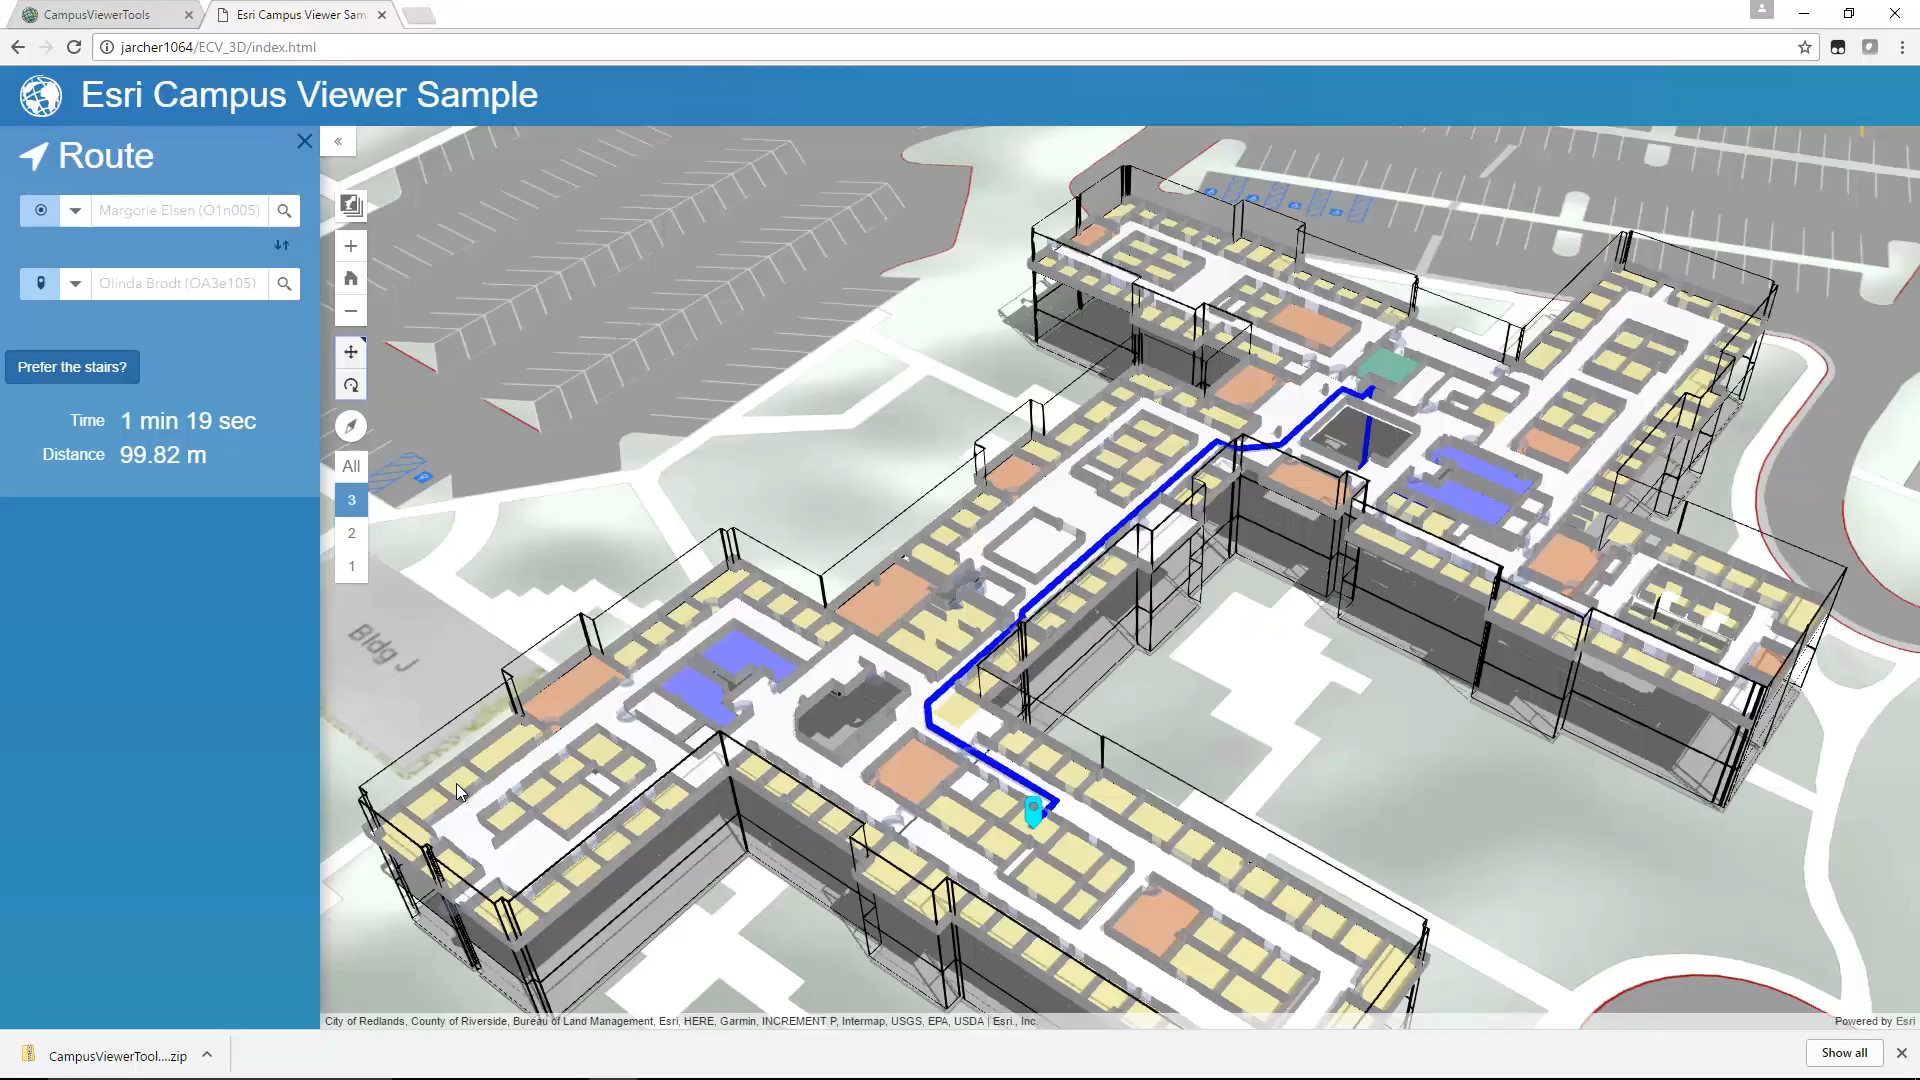 CampusViewerTools
Esri Campus Viewer Sam
jarcher1064/ECV_3D/index.html
Esri Campus Viewer Sample
Route
Margorie Elsen (O1n005)
Olinda Brodt (OA3e105)
Prefer the stairs?
Time 1 min 19 sec
Distance 99.82 m
All
3
2
1
Bldg J
City of Redlands, County of Riverside, Bureau of Land Management, Esri, HERE, Garmin, INCREMENT P, Intermap, USGS, EPA, USDA | Esri., Inc.
Powered by Esri
CampusViewerTool....zip
Show all